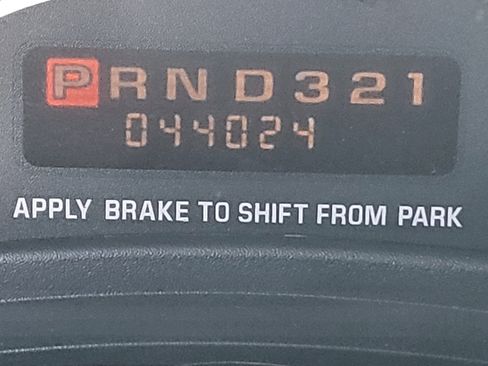 PRND321
044024
APPLY BRAKE TO SHIFT FROM PARK